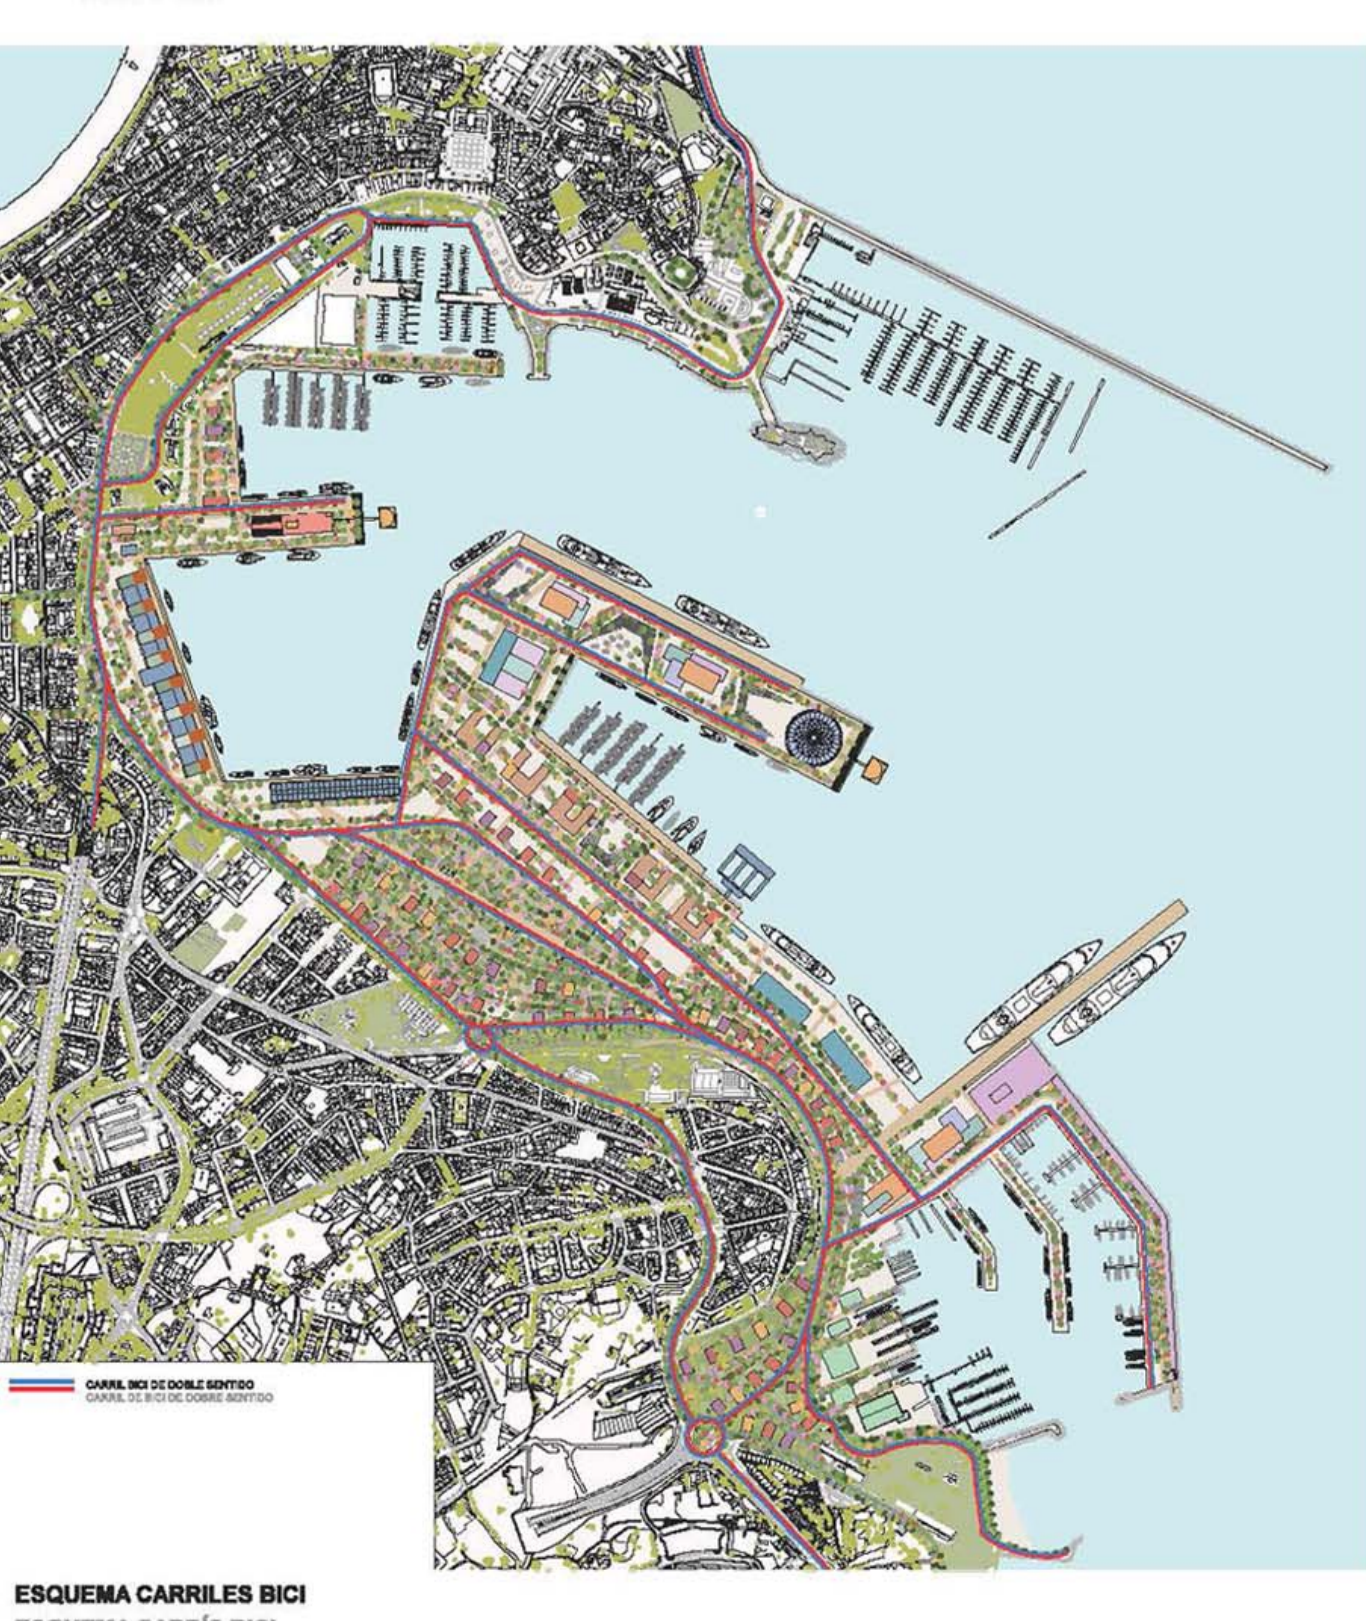 CARRIL BICI DE DOBLE SENTIDO
CARRIL DE BICI DE DOBRE SENTIDO
ESQUEMA CARRILES BICI